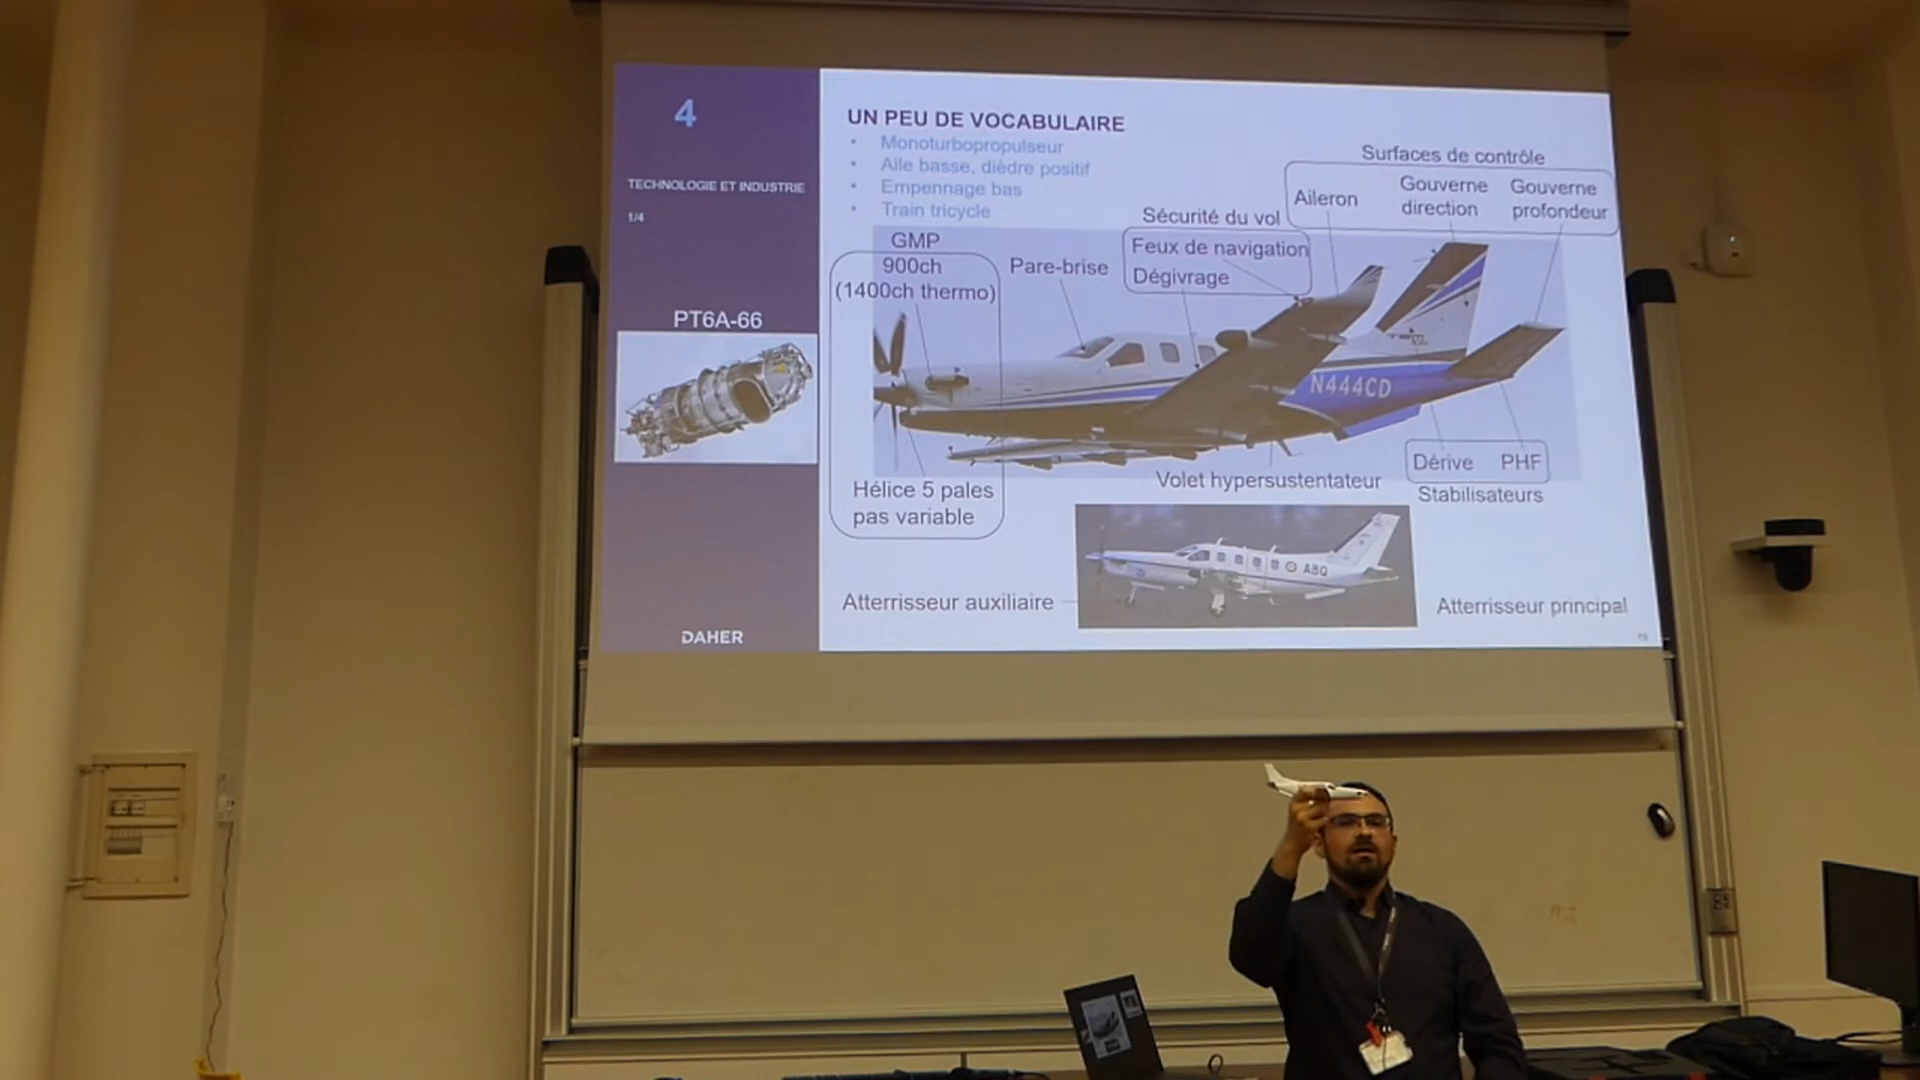 4
TECHNOLOGIE ET INDUSTRIE
1/4
PT6A-66
DAHER
UN PEU DE VOCABULAIRE
• Monoturbopropulseur
• Aile basse, dièdre positif
• Empennage bas
• Train tricycle
GMP
900ch
(1400ch thermo)
Pare-brise
Sécurité du vol
Feux de navigation
Dégivrage
Surfaces de contrôle
Aileron
Gouverne
direction
Gouverne
profondeur
N444CD
Hélice 5 pales
pas variable
Volet hypersustentateur
Dérive PHF
Stabilisateurs
ABQ
Atterrisseur auxiliaire
Atterrisseur principal